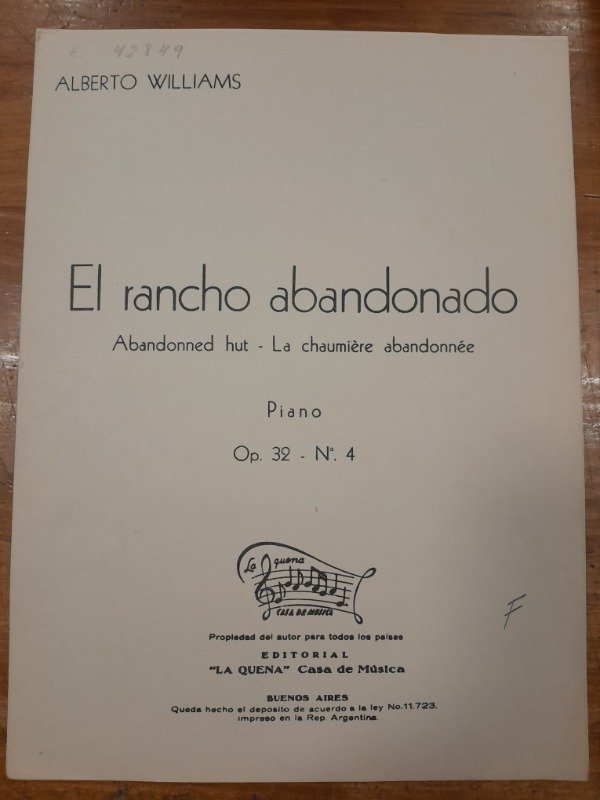 c. 42849
ALBERTO WILLIAMS
El rancho abandonado
Abandonned hut - La chaumière abandonnée
Piano
Op. 32 - Nº. 4
La quena
CASA DE MUSICA
Propiedad del autor para todos los países
EDITORIAL
"LA QUENA" Casa de Música
BUENOS AIRES
Queda hecho el deposito de acuerdo a la ley No. 11.723.
impreso en la Rep. Argentina.
F